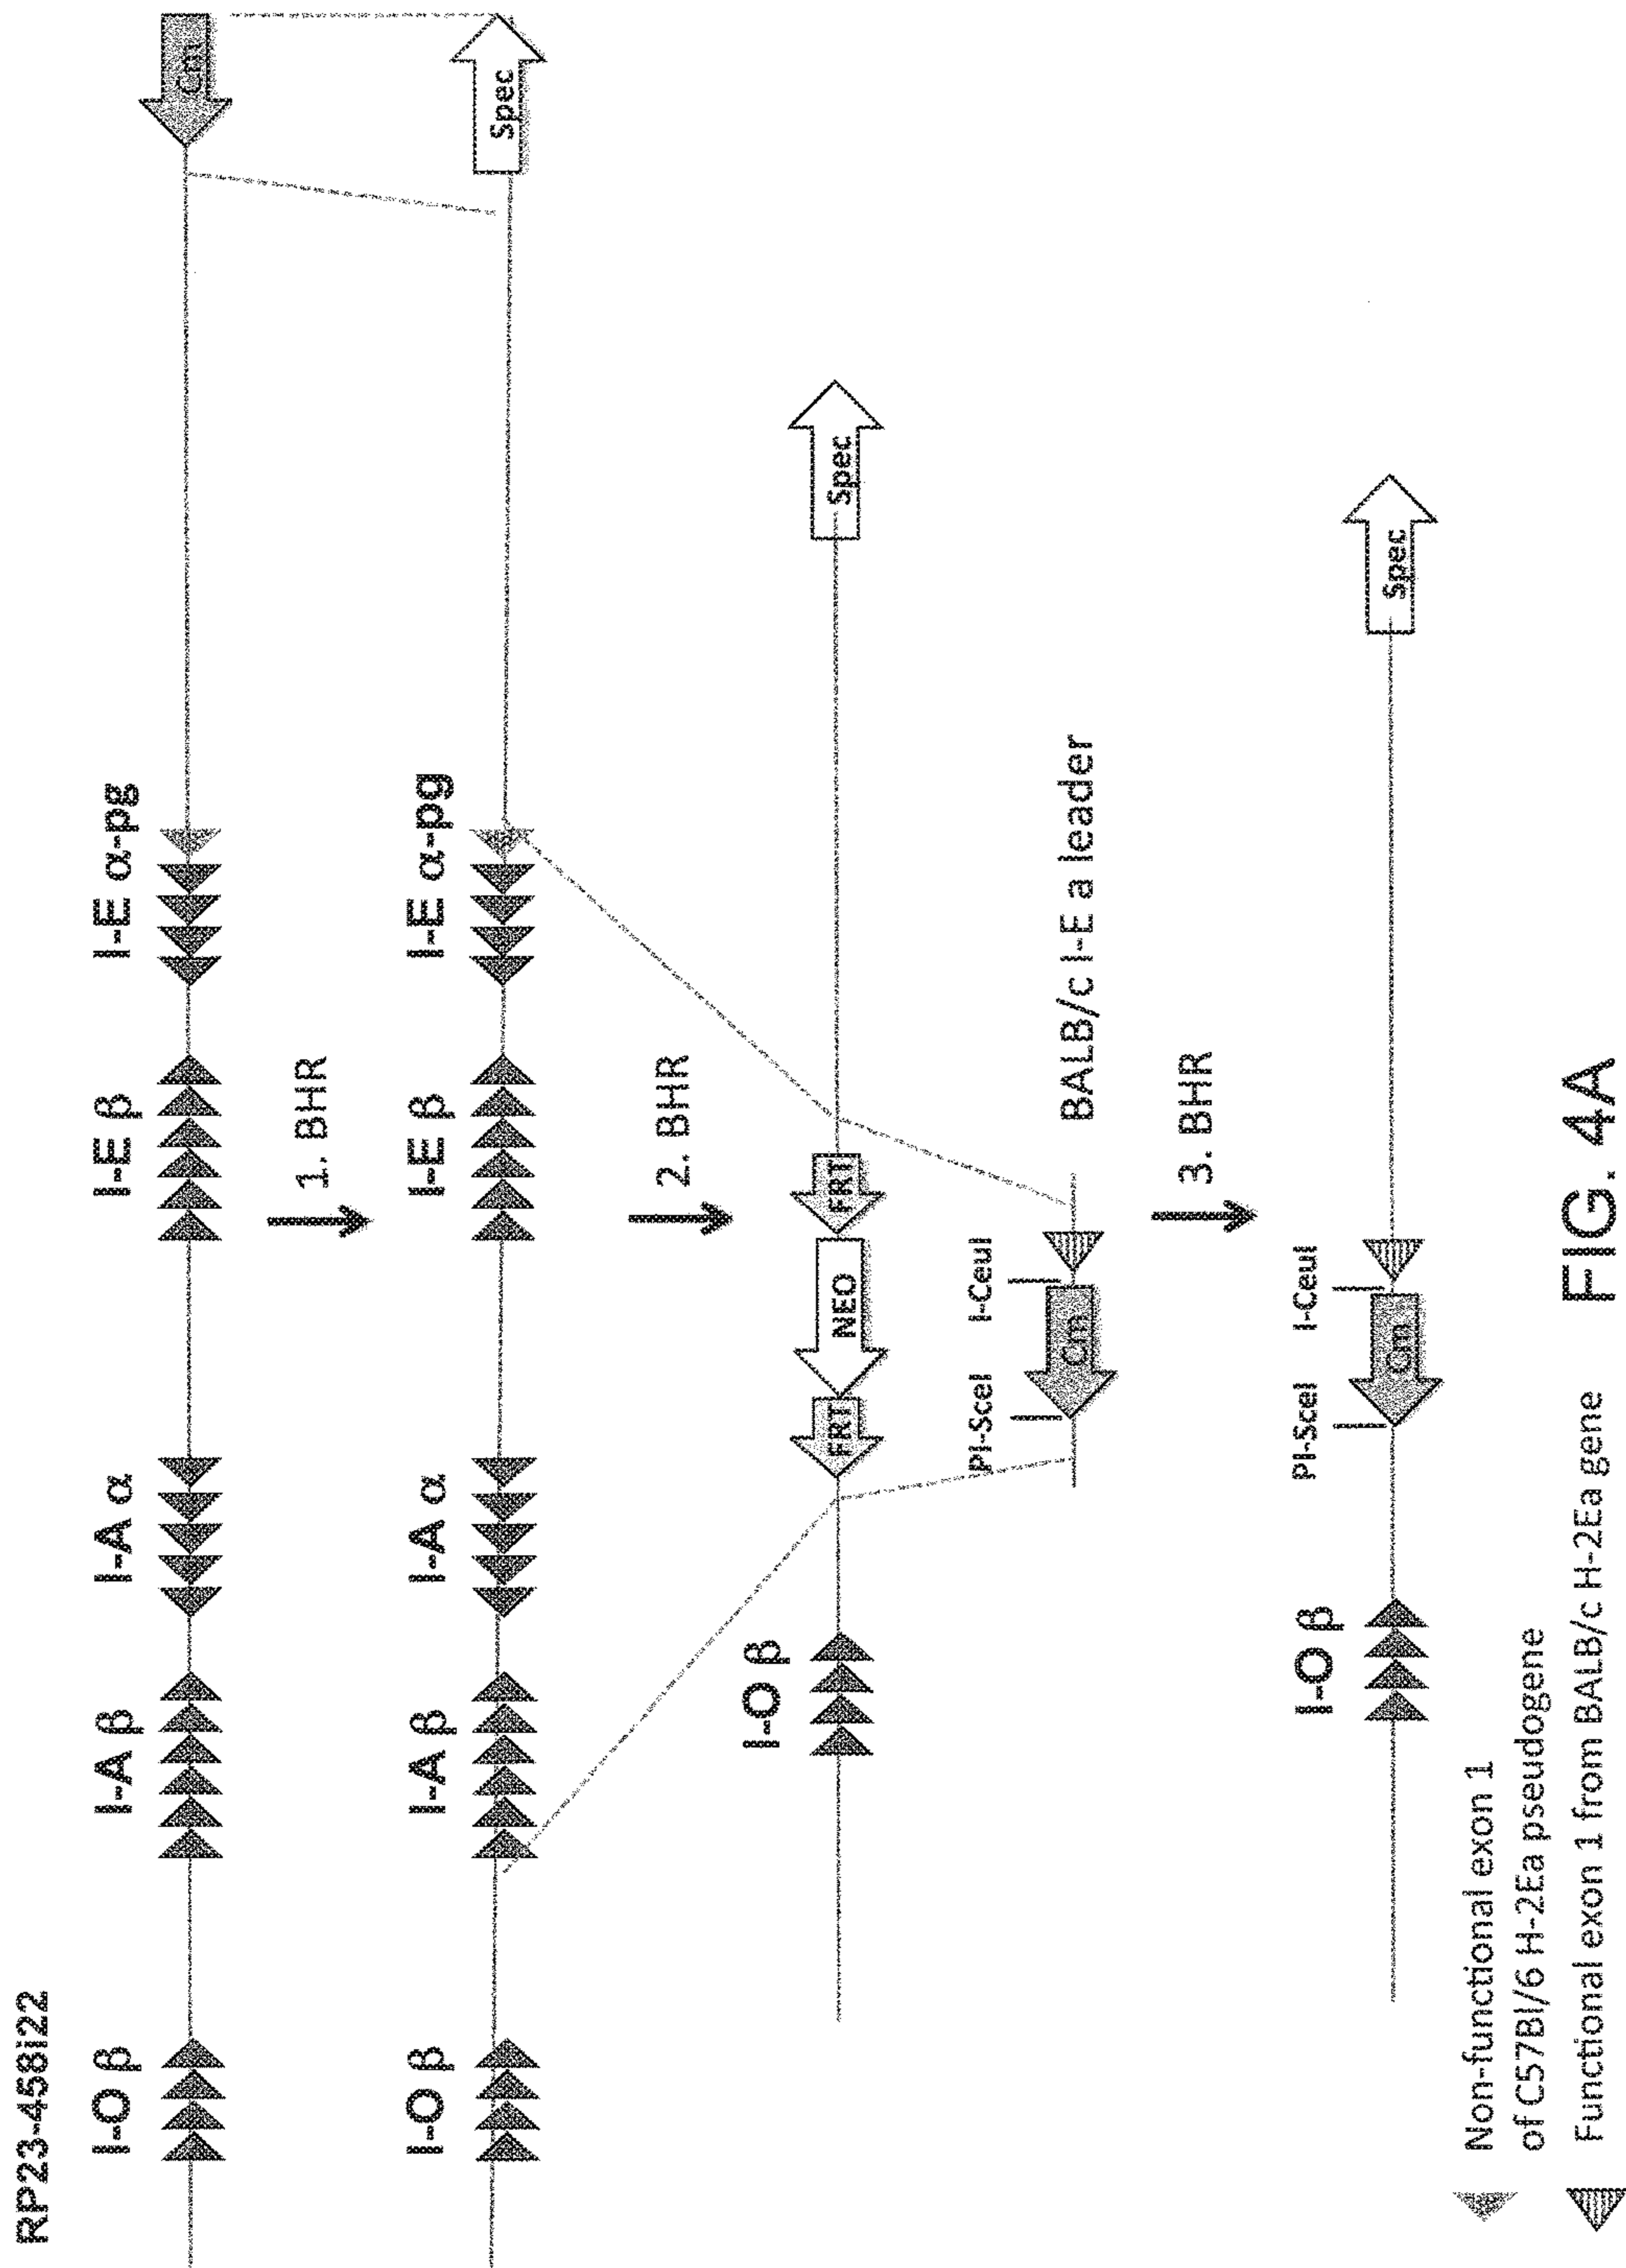 RP23-458I22
I-O β
I-A β
I-A α
I-E β
I-E α-pg
Cm
1. BHR
I-O β
I-A β
I-A α
I-E β
I-E α-pg
Spec
2. BHR
I-O β
FRT
NEO
FRT
Spec
PI-SceI
I-CeuI
Cm
BALB/c I-E a leader
3. BHR
I-O β
PI-SceI
I-CeuI
Cm
Spec
Non-functional exon 1
of C57Bl/6 H-2Ea pseudogene
Functional exon 1 from BALB/c H-2Ea gene
FIG. 4A